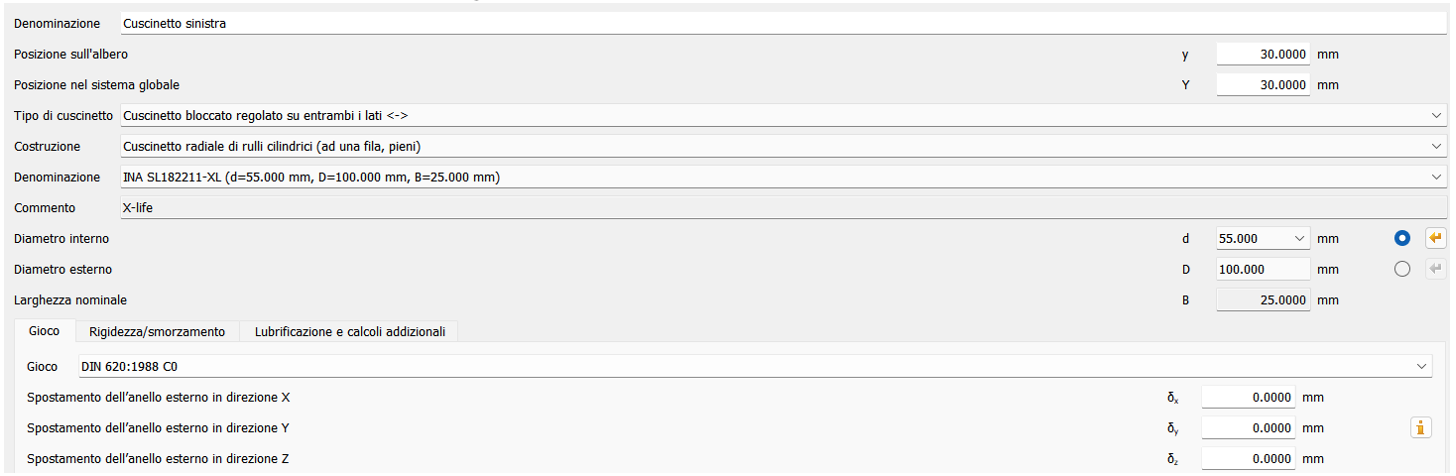 Denominazione Cuscinetto sinistra
Posizione sull'albero y 30.0000 mm
Posizione nel sistema globale Y 30.0000 mm
Tipo di cuscinetto Cuscinetto bloccato regolato su entrambi i lati <->
Costruzione Cuscinetto radiale di rulli cilindrici (ad una fila, pieni)
Denominazione INA SL182211-XL (d=55.000 mm, D=100.000 mm, B=25.000 mm)
Commento X-life
Diametro interno d 55.000 mm
Diametro esterno D 100.000 mm
Larghezza nominale B 25.0000 mm
Gioco Rigidezza/smorzamento Lubrificazione e calcoli addizionali
Gioco DIN 620:1988 C0
Spostamento dell'anello esterno in direzione X δx 0.0000 mm
Spostamento dell'anello esterno in direzione Y δy 0.0000 mm
Spostamento dell'anello esterno in direzione Z δz 0.0000 mm